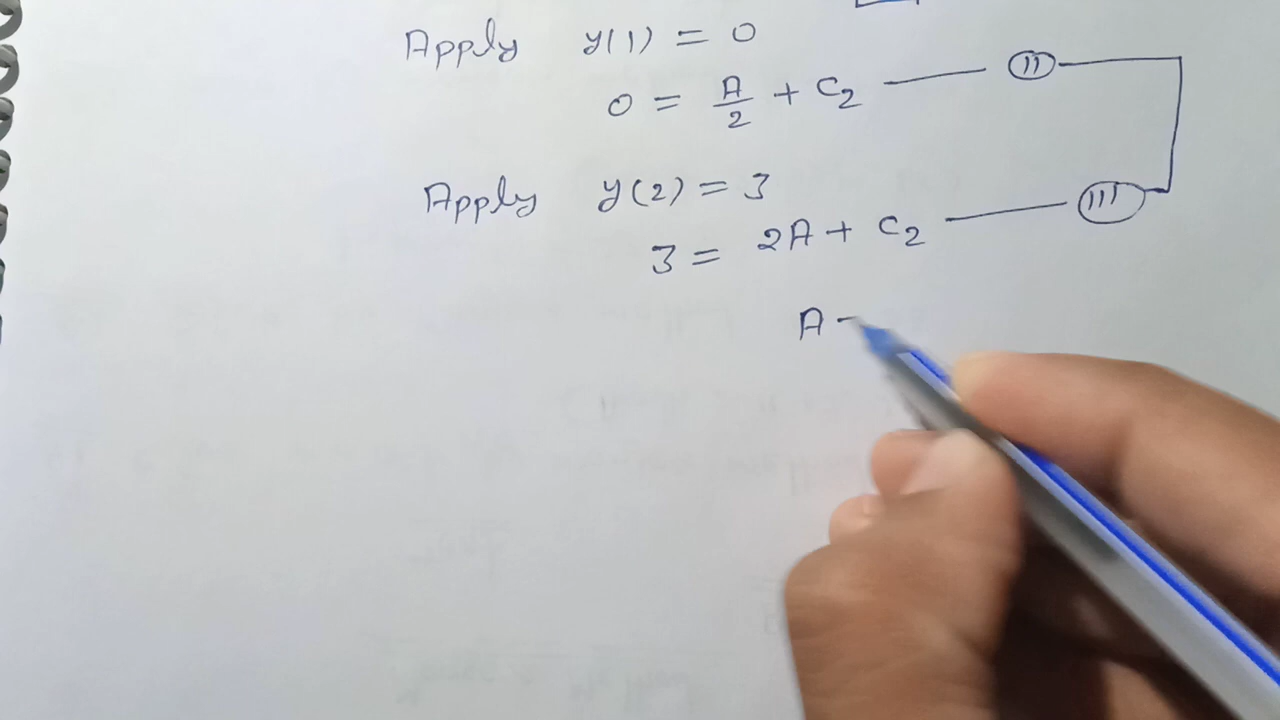 Apply y(1) = 0
0 = A/2 + C₂ —— (II)
Apply y(2) = 3
3 = 2A + C₂ —— (III)
A -